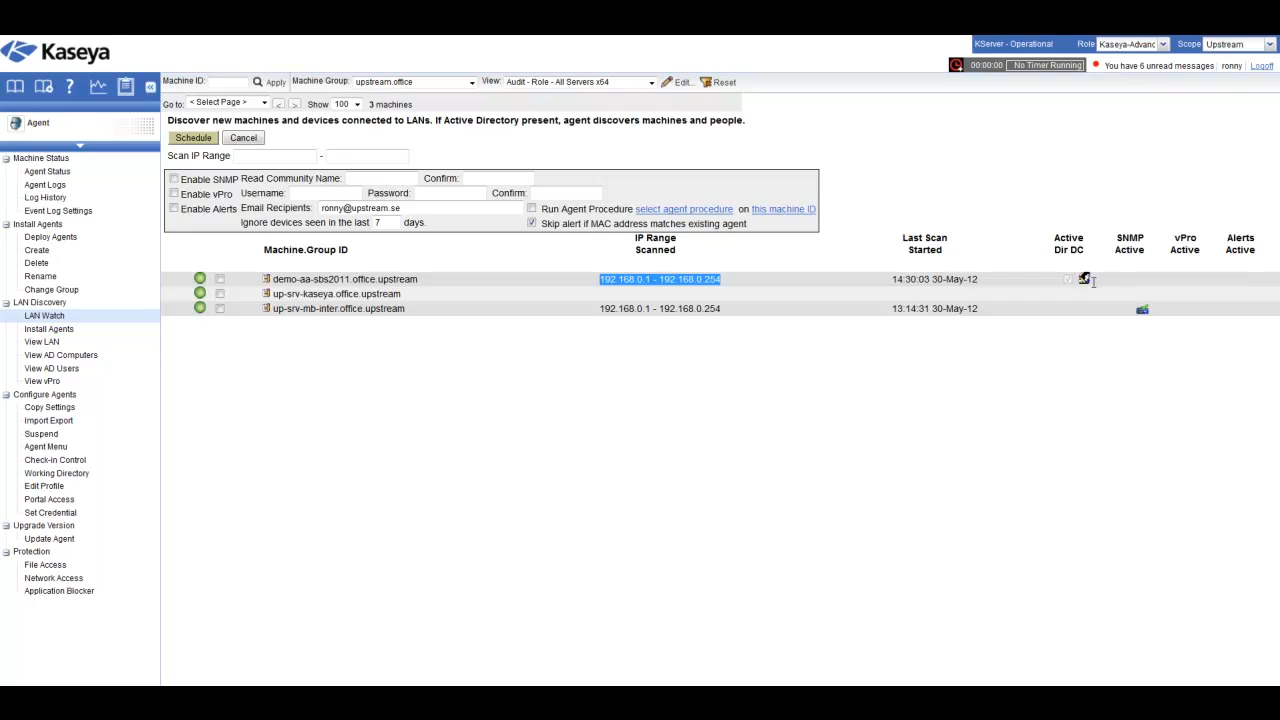 Kaseya
KServer - Operational Role Kaseya-Advanc Scope Upstream
00:00:00 No Timer Running You have 6 unread messages ronny Logoff
Machine ID: Apply Machine Group: upstream.office View: Audit - Role - All Servers x64 Edit... Reset
Go to: < Select Page > < > Show 100 3 machines
Agent
Machine Status
Agent Status
Agent Logs
Log History
Event Log Settings
Install Agents
Deploy Agents
Create
Delete
Rename
Change Group
LAN Discovery
LAN Watch
Install Agents
View LAN
View AD Computers
View AD Users
View vPro
Configure Agents
Copy Settings
Import Export
Suspend
Agent Menu
Check-in Control
Working Directory
Edit Profile
Portal Access
Set Credential
Upgrade Version
Update Agent
Protection
File Access
Network Access
Application Blocker
Discover new machines and devices connected to LANs. If Active Directory present, agent discovers machines and people.
Schedule Cancel
Scan IP Range -
Enable SNMP Read Community Name: Confirm:
Enable vPro Username: Password: Confirm:
Enable Alerts Email Recipients: ronny@upstream.se Run Agent Procedure select agent procedure on this machine ID
Ignore devices seen in the last 7 days. Skip alert if MAC address matches existing agent
Machine.Group ID IP Range Scanned Last Scan Started Active Dir DC SNMP Active vPro Active Alerts Active
demo-aa-sbs2011.office.upstream 192.168.0.1 - 192.168.0.254 14:30:03 30-May-12
up-srv-kaseya.office.upstream
up-srv-mb-inter.office.upstream 192.168.0.1 - 192.168.0.254 13:14:31 30-May-12